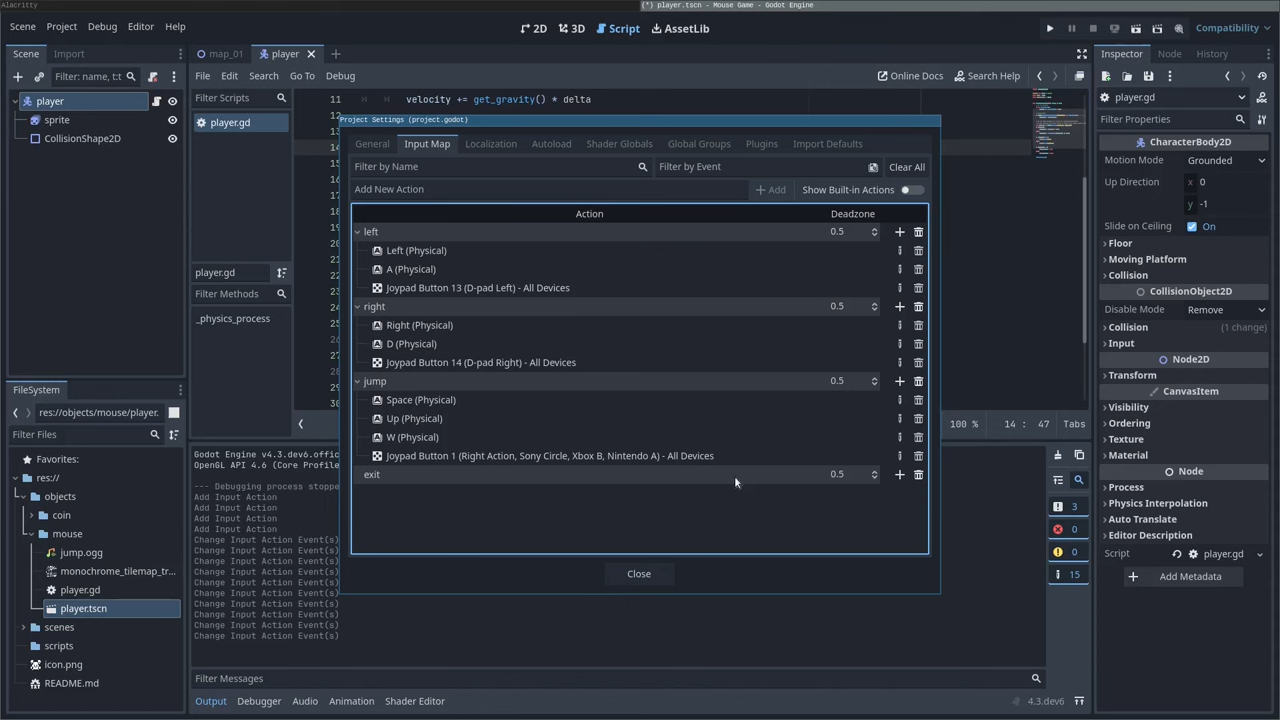 Alacritty
(*) player.tscn - Mouse Game - Godot Engine
Scene Project Debug Editor Help
2D 3D Script AssetLib
Compatibility
Scene Import
map_01 player
Inspector Node History
Filter: name, t:t
File Edit Search Go To Debug
Online Docs Search Help
player
sprite
CollisionShape2D
Filter Scripts
player.gd
player.gd
Filter Methods
_physics_process
11 velocity += get_gravity() * delta
Project Settings (project.godot)
General Input Map Localization Autoload Shader Globals Global Groups Plugins Import Defaults
Filter by Name Filter by Event Clear All
Add New Action + Add Show Built-in Actions
Action Deadzone
left 0.5
Left (Physical)
A (Physical)
Joypad Button 13 (D-pad Left) - All Devices
right 0.5
Right (Physical)
D (Physical)
Joypad Button 14 (D-pad Right) - All Devices
jump 0.5
Space (Physical)
Up (Physical)
W (Physical)
Joypad Button 1 (Right Action, Sony Circle, Xbox B, Nintendo A) - All Devices
exit 0.5
Close
100 % 14 : 47 Tabs
FileSystem
res://objects/mouse/player.
Filter Files
Favorites:
res://
objects
coin
mouse
jump.ogg
monochrome_tilemap_tr...
player.gd
player.tscn
scenes
scripts
icon.png
README.md
Godot Engine v4.3.dev6.offic
OpenGL API 4.6 (Core Profile
--- Debugging process stoppe
Add Input Action
Add Input Action
Add Input Action
Add Input Action
Change Input Action Event(s)
Change Input Action Event(s)
Change Input Action Event(s)
Change Input Action Event(s)
Change Input Action Event(s)
Change Input Action Event(s)
Change Input Action Event(s)
Change Input Action Event(s)
Change Input Action Event(s)
Change Input Action Event(s)
3
0
0
15
Filter Messages
Output Debugger Audio Animation Shader Editor
4.3.dev6
player.gd
Filter Properties
CharacterBody2D
Motion Mode Grounded
Up Direction x 0
y -1
Slide on Ceiling On
Floor
Moving Platform
Collision
CollisionObject2D
Disable Mode Remove
Collision (1 change)
Input
Node2D
Transform
CanvasItem
Visibility
Ordering
Texture
Material
Node
Process
Physics Interpolation
Auto Translate
Editor Description
Script player.gd
Add Metadata